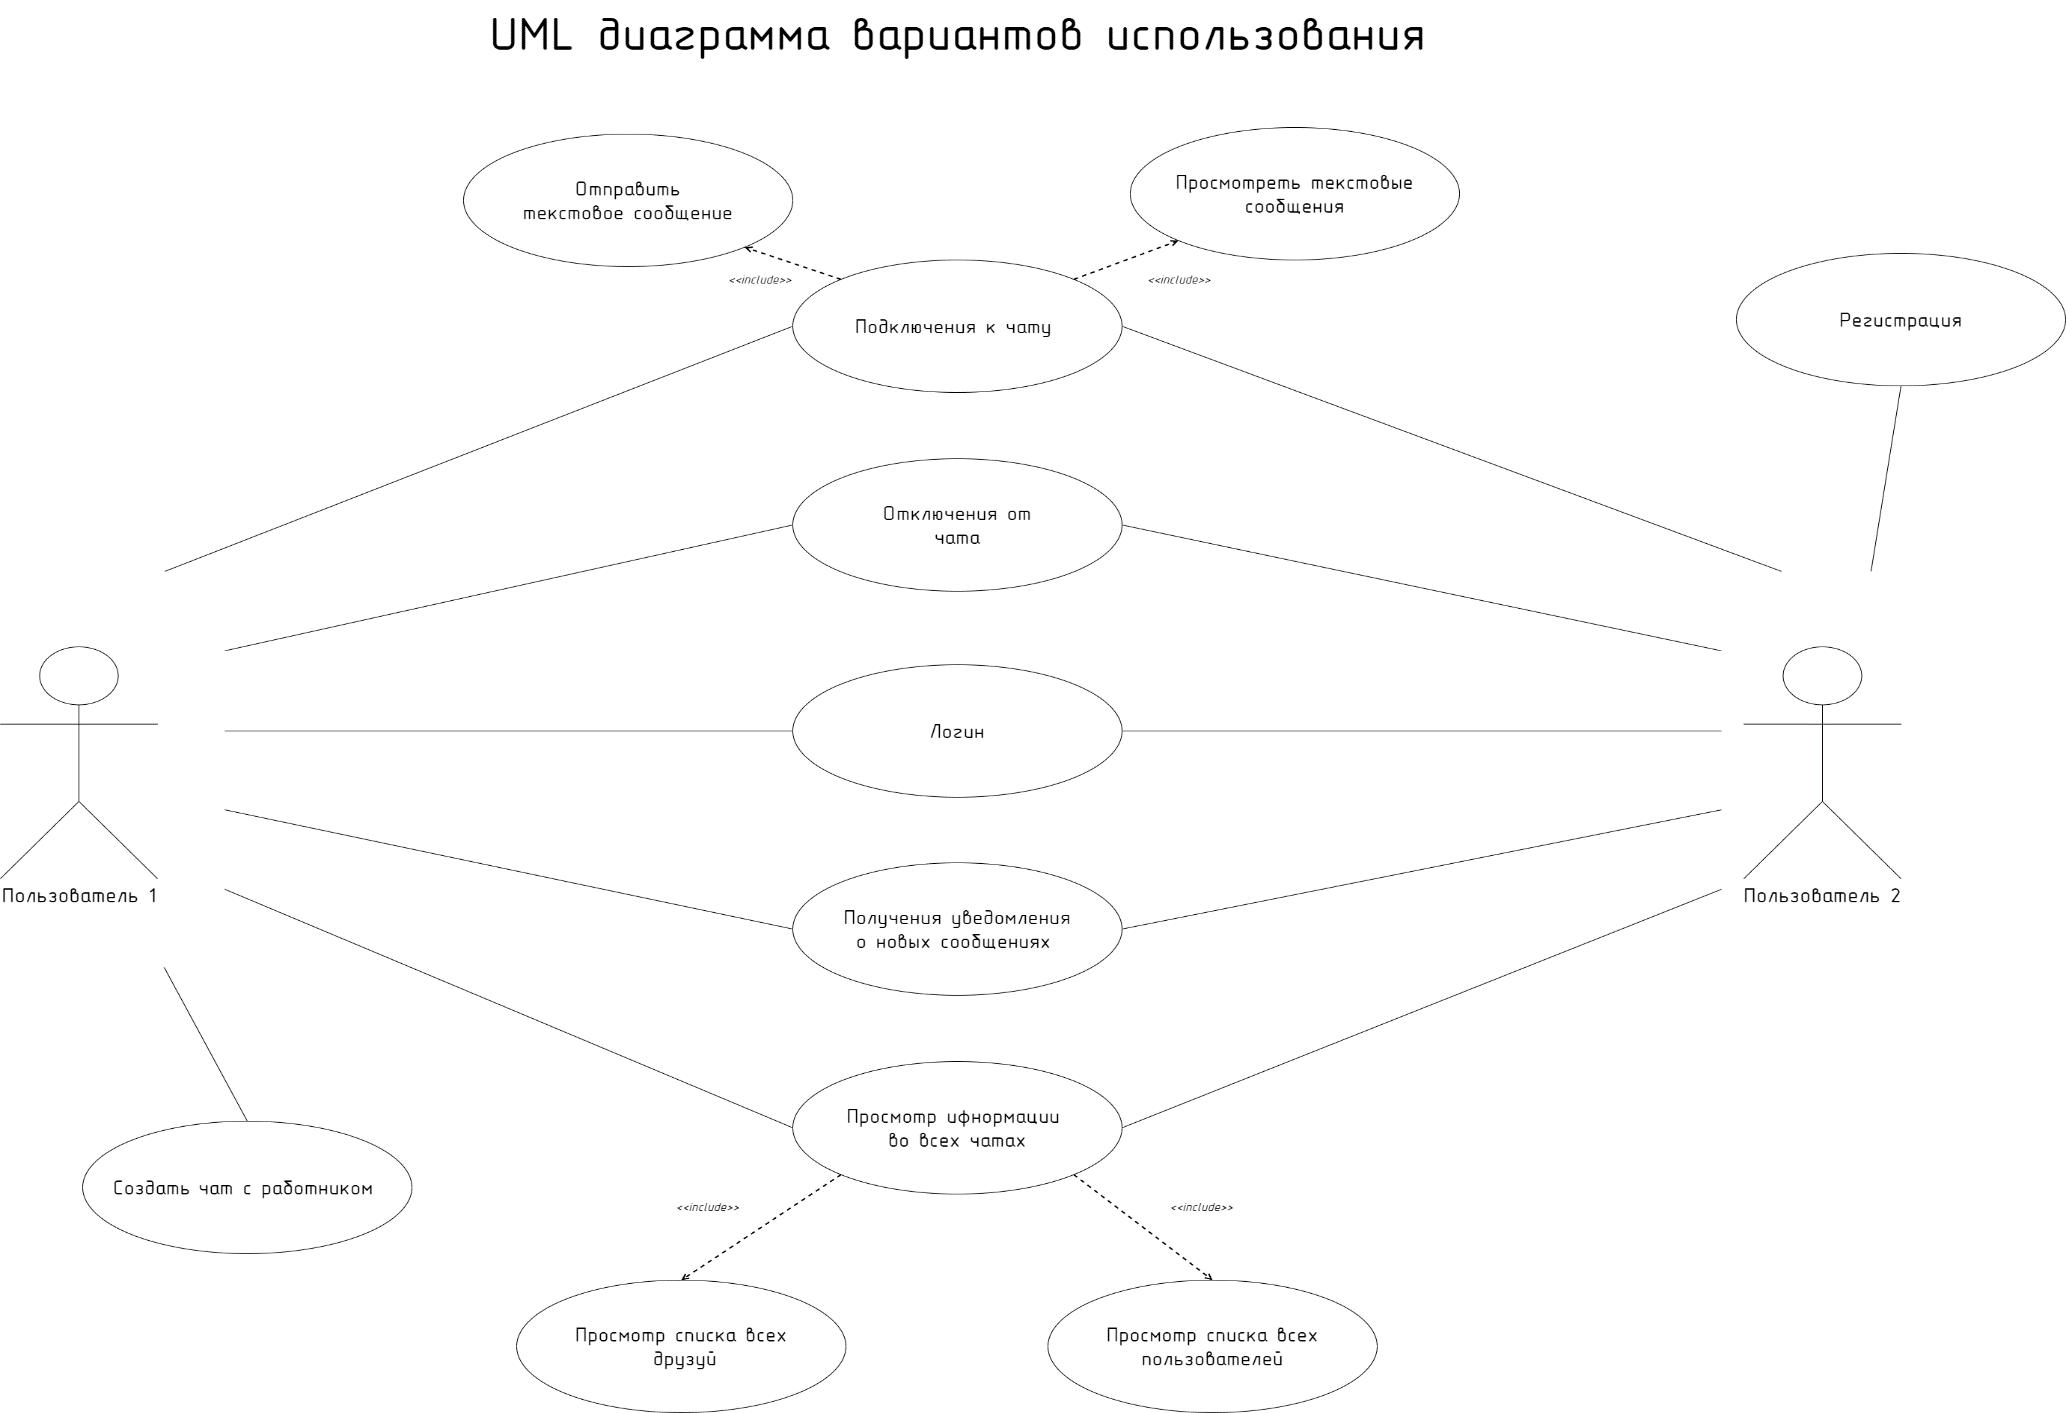 UML диаграмма вариантов использования
Отправить
текстовое сообщение
Просмотреть текстовые
сообщения
<<include>>
<<include>>
Подключения к чату
Регистрация
Отключения от
чата
Логин
Пользователь 1
Пользователь 2
Получения уведомления
о новых сообщениях
Просмотр ифнормации
во всех чатах
Создать чат с работником
<<include>>
<<include>>
Просмотр списка всех
друзуй
Просмотр списка всех
пользователей